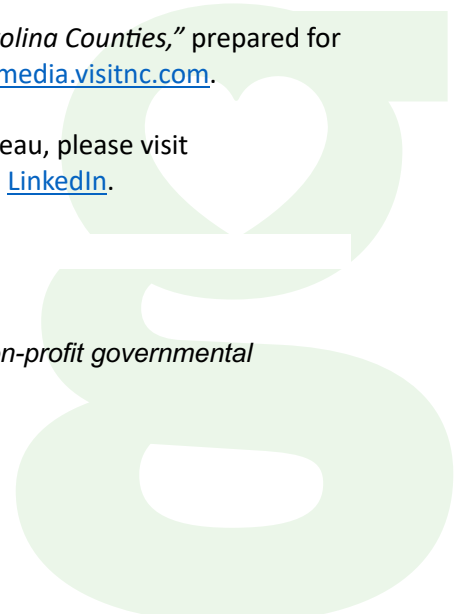 olina Counties,” prepared for
media.visitnc.com.
eau, please visit
LinkedIn.
n-profit governmental